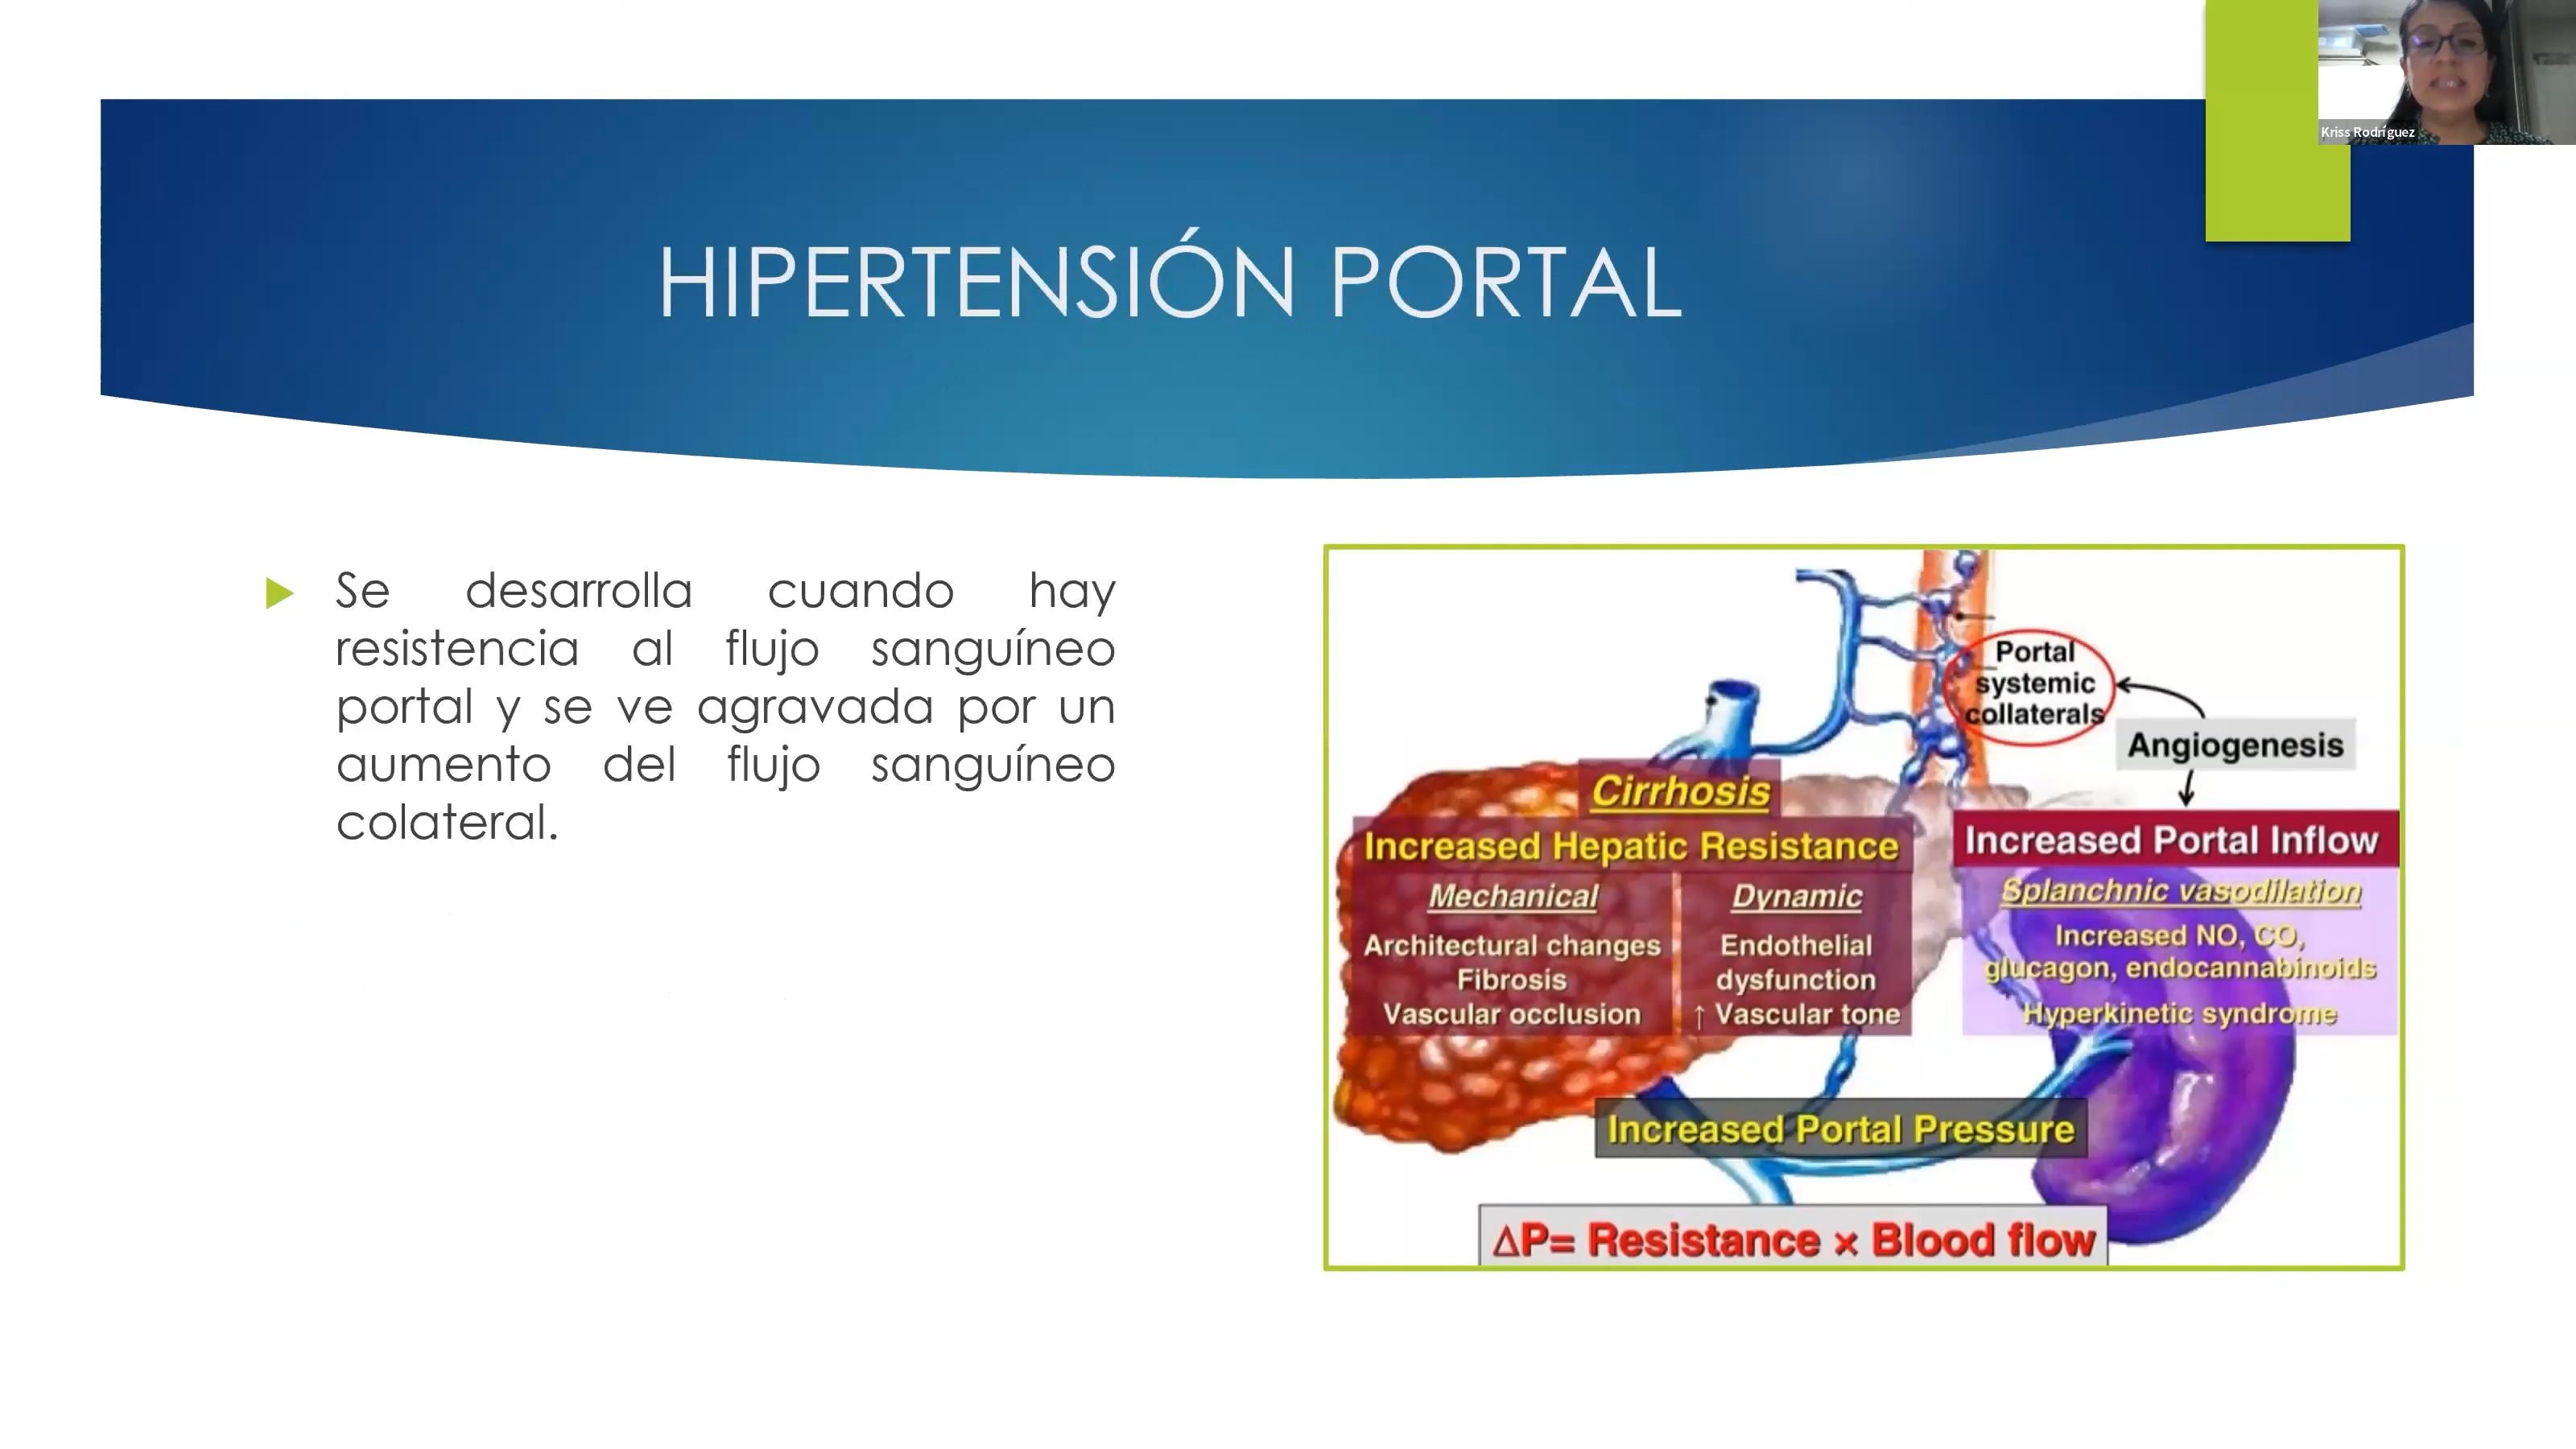 Kriss Rodríguez
HIPERTENSIÓN PORTAL
Se desarrolla cuando hay
resistencia al flujo sanguíneo
portal y se ve agravada por un
aumento del flujo sanguíneo
colateral.
Portal
systemic
collaterals
Angiogenesis
Cirrhosis
Increased Hepatic Resistance
Mechanical
Architectural changes
Fibrosis
Vascular occlusion
Dynamic
Endothelial
dysfunction
↑ Vascular tone
Increased Portal Inflow
Splanchnic vasodilation
Increased NO, CO,
glucagon, endocannabinoids
Hyperkinetic syndrome
Increased Portal Pressure
ΔP= Resistance × Blood flow